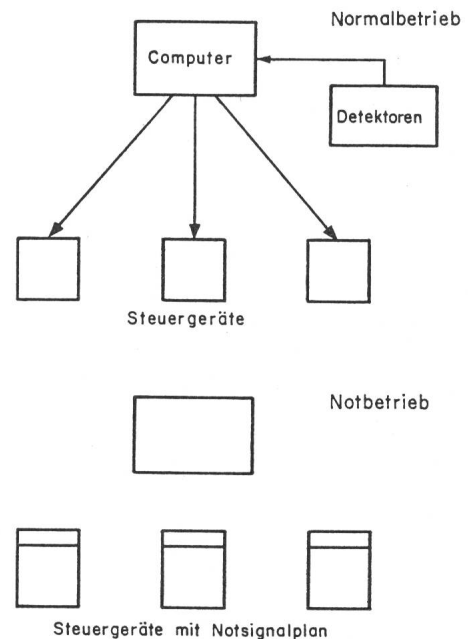 Normalbetrieb
Computer
Detektoren
Steuergeräte
Notbetrieb
Steuergeräte mit Notsignalplan